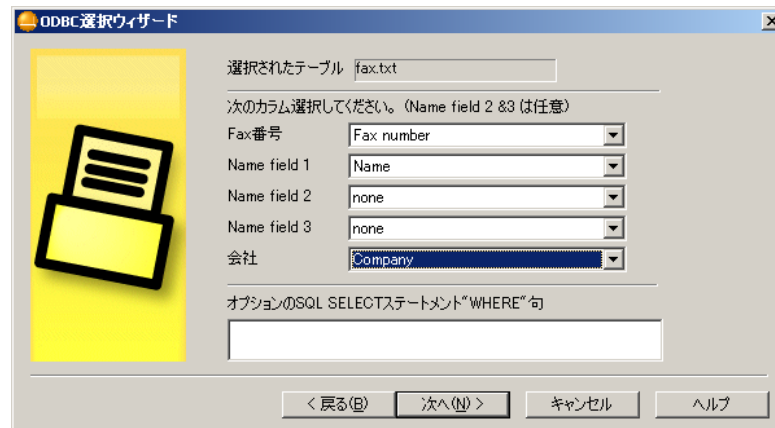 ODBC選択ウィザード
選択されたテーブル fax.txt
次のカラム選択してください。(Name field 2 &3 は任意)
Fax番号 Fax number
Name field 1 Name
Name field 2 none
Name field 3 none
会社 Company
オプションのSQL SELECTステートメント"WHERE"句
< 戻る(B) 次へ(N) > キャンセル ヘルプ